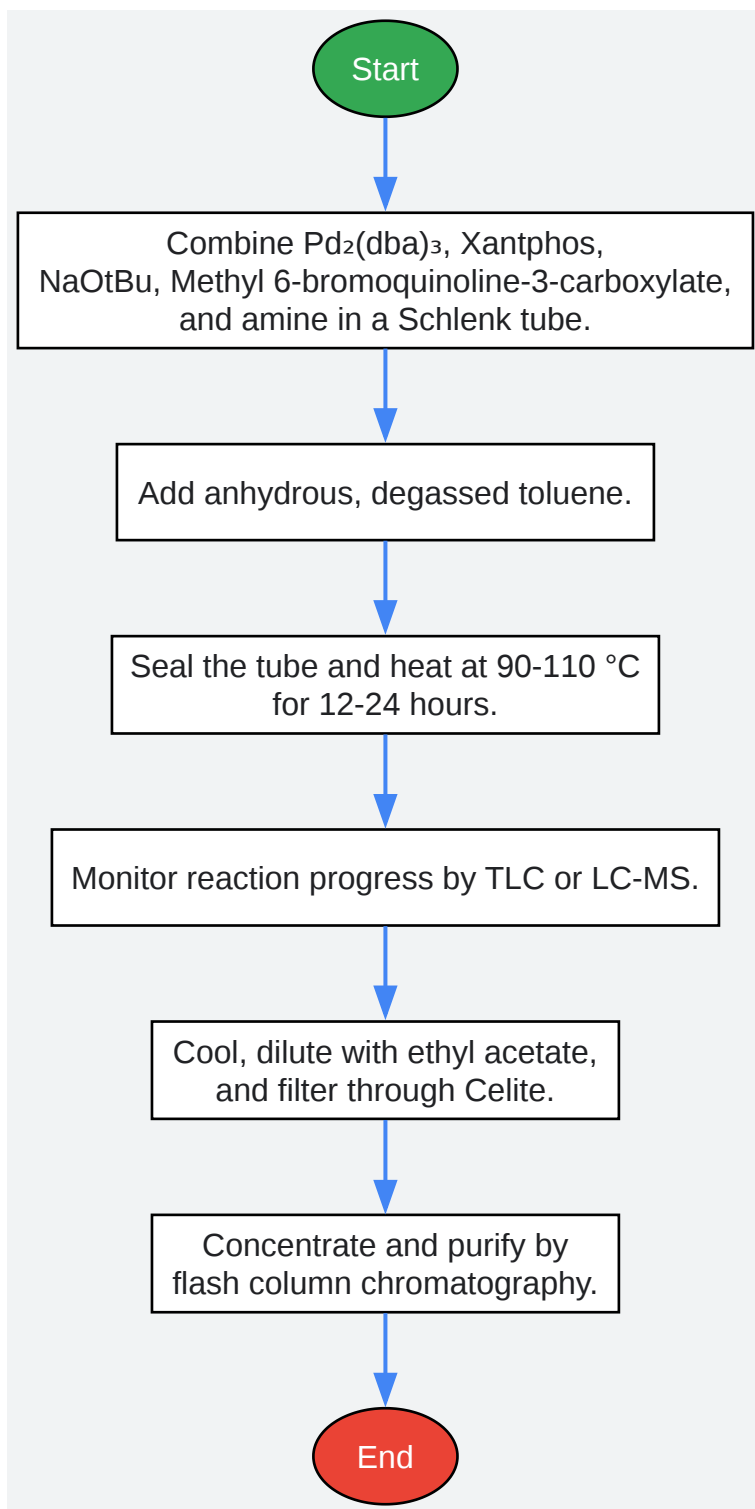 Start
Combine Pd₂(dba)₃, Xantphos,
NaOtBu, Methyl 6-bromoquinoline-3-carboxylate,
and amine in a Schlenk tube.
Add anhydrous, degassed toluene.
Seal the tube and heat at 90-110 °C
for 12-24 hours.
Monitor reaction progress by TLC or LC-MS.
Cool, dilute with ethyl acetate,
and filter through Celite.
Concentrate and purify by
flash column chromatography.
End